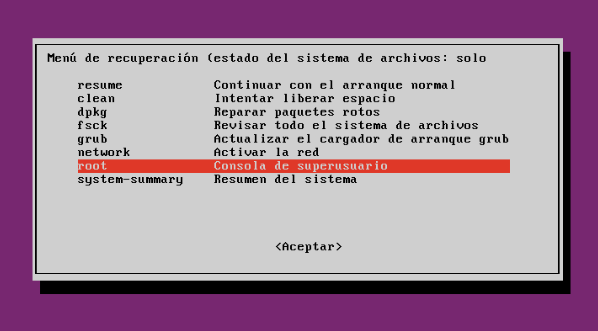 Menú de recuperación (estado del sistema de archivos: solo
resume Continuar con el arranque normal
clean Intentar liberar espacio
dpkg Reparar paquetes rotos
fsck Revisar todo el sistema de archivos
grub Actualizar el cargador de arranque grub
network Activar la red
root Consola de superusuario
system-summary Resumen del sistema
<Aceptar>